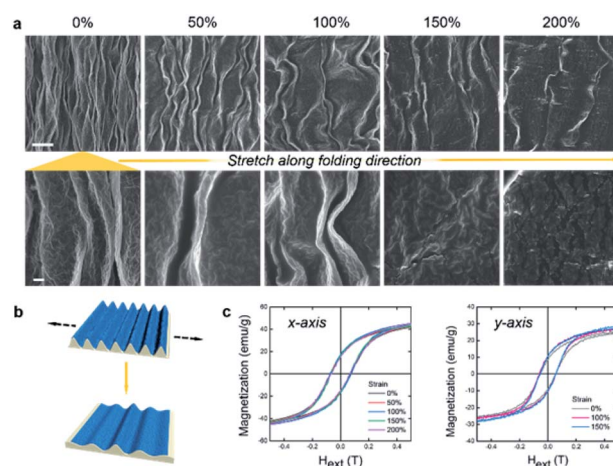 a 0% 50% 100% 150% 200%
Stretch along folding direction
b
c
x-axis
Magnetization (emu/g)
60
40
20
0
-20
-40
-60
Strain
0%
50%
100%
150%
200%
-0.4 -0.2 0.0 0.2 0.4
Hext (T)
y-axis
Magnetization (emu/g)
40
30
20
10
0
-10
-20
-30
-40
Strain
0%
100%
150%
-0.4 -0.2 0.0 0.2 0.4
Hext (T)